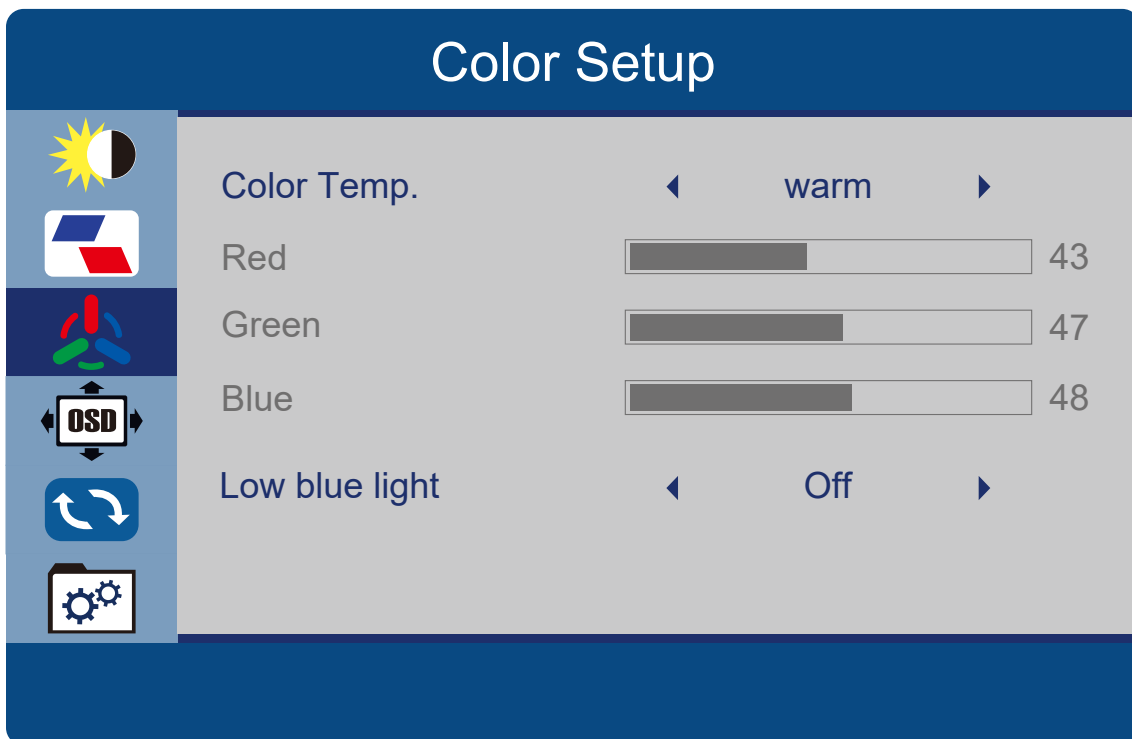 Color Setup
Color Temp. warm
Red 43
Green 47
OSD
Blue 48
Low blue light Off